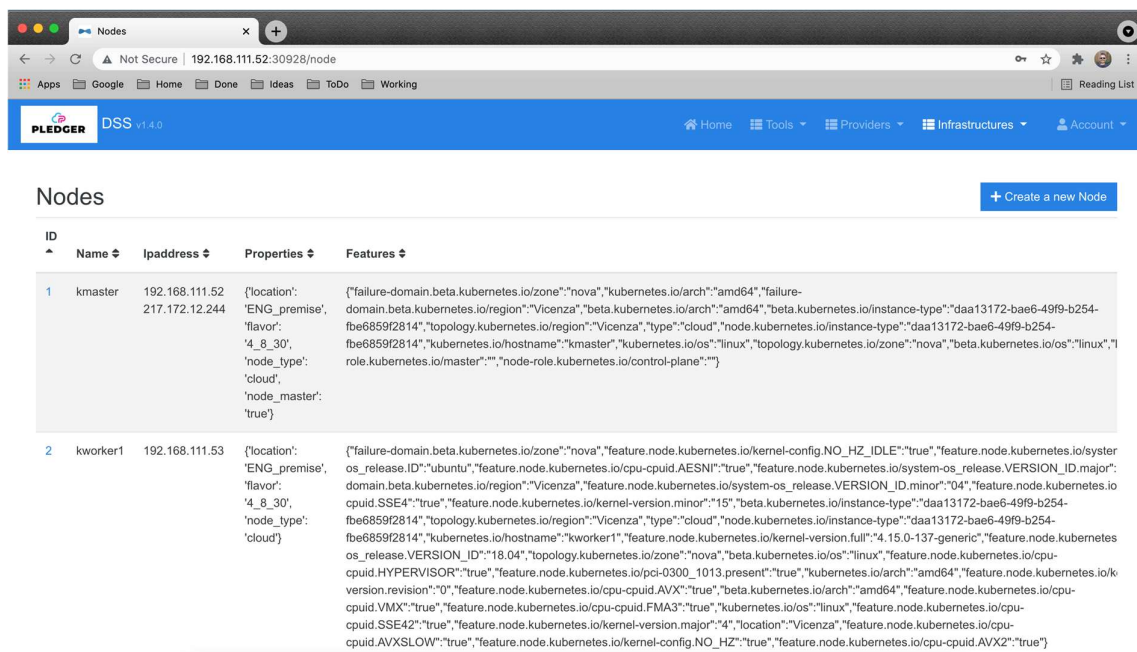 Nodes
Not Secure | 192.168.111.52:30928/node
Apps Google Home Done Ideas ToDo Working Reading List
PLEDGER DSS v1.4.0 Home Tools Providers Infrastructures Account
Nodes
+ Create a new Node
ID
Name Ipaddress Properties Features
1 kmaster 192.168.111.52 {'location': {"failure-domain.beta.kubernetes.io/zone":"nova","kubernetes.io/arch":"amd64","failure-
217.172.12.244 'ENG_premise', domain.beta.kubernetes.io/region":"Vicenza","beta.kubernetes.io/arch":"amd64","beta.kubernetes.io/instance-type":"daa13172-bae6-49f9-b254-
'flavor': fbe6859f2814","topology.kubernetes.io/region":"Vicenza","type":"cloud","node.kubernetes.io/instance-type":"daa13172-bae6-49f9-b254-
'4_8_30', fbe6859f2814","kubernetes.io/hostname":"kmaster","kubernetes.io/os":"linux","topology.kubernetes.io/zone":"nova","beta.kubernetes.io/os":"linux","
'node_type': role.kubernetes.io/master":"","node-role.kubernetes.io/control-plane":""}
'cloud',
'node_master':
'true'}
2 kworker1 192.168.111.53 {'location': {"failure-domain.beta.kubernetes.io/zone":"nova","feature.node.kubernetes.io/kernel-config.NO_HZ_IDLE":"true","feature.node.kubernetes.io/system
'ENG_premise', os_release.ID":"ubuntu","feature.node.kubernetes.io/cpu-cpuid.AESNI":"true","feature.node.kubernetes.io/system-os_release.VERSION_ID.major":
'flavor': domain.beta.kubernetes.io/region":"Vicenza","feature.node.kubernetes.io/system-os_release.VERSION_ID.minor":"04","feature.node.kubernetes.io
'4_8_30', cpuid.SSE4":"true","feature.node.kubernetes.io/kernel-version.minor":"15","beta.kubernetes.io/instance-type":"daa13172-bae6-49f9-b254-
'node_type': fbe6859f2814","topology.kubernetes.io/region":"Vicenza","type":"cloud","node.kubernetes.io/instance-type":"daa13172-bae6-49f9-b254-
'cloud'} fbe6859f2814","kubernetes.io/hostname":"kworker1","feature.node.kubernetes.io/kernel-version.full":"4.15.0-137-generic","feature.node.kubernetes
os_release.VERSION_ID":"18.04","topology.kubernetes.io/zone":"nova","beta.kubernetes.io/os":"linux","feature.node.kubernetes.io/cpu-
cpuid.HYPERVISOR":"true","feature.node.kubernetes.io/pci-0300_1013.present":"true","kubernetes.io/arch":"amd64","feature.node.kubernetes.io/k
version.revision":"0","feature.node.kubernetes.io/cpu-cpuid.AVX":"true","beta.kubernetes.io/arch":"amd64","feature.node.kubernetes.io/cpu-
cpuid.VMX":"true","feature.node.kubernetes.io/cpu-cpuid.FMA3":"true","kubernetes.io/os":"linux","feature.node.kubernetes.io/cpu-
cpuid.SSE42":"true","feature.node.kubernetes.io/kernel-version.major":"4","location":"Vicenza","feature.node.kubernetes.io/cpu-
cpuid.AVXSLOW":"true","feature.node.kubernetes.io/kernel-config.NO_HZ":"true","feature.node.kubernetes.io/cpu-cpuid.AVX2":"true"}